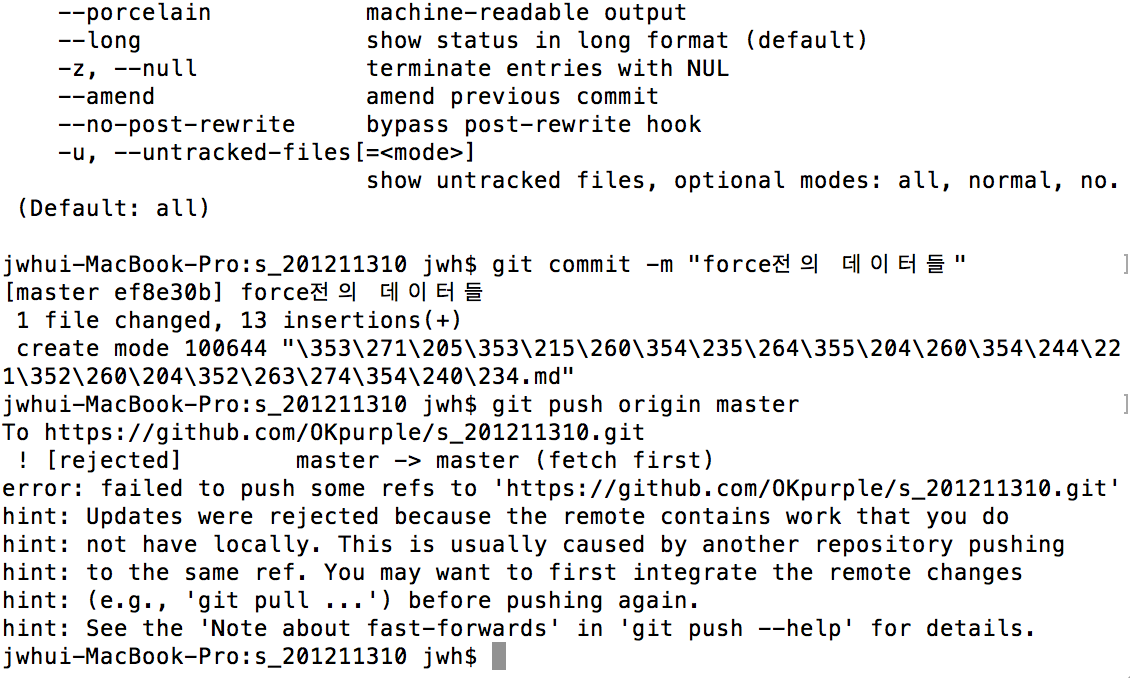 --porcelain           machine-readable output
--long                show status in long format (default)
-z, --null            terminate entries with NUL
--amend               amend previous commit
--no-post-rewrite     bypass post-rewrite hook
-u, --untracked-files[=<mode>]
show untracked files, optional modes: all, normal, no.
(Default: all)
jwhui-MacBook-Pro:s_201211310 jwh$ git commit -m "force전의 데이터들"
[master ef8e30b] force전의 데이터들
1 file changed, 13 insertions(+)
create mode 100644 "\353\271\205\353\215\260\354\235\264\355\204\260\354\244\22
1\352\260\204\352\263\274\354\240\234.md"
jwhui-MacBook-Pro:s_201211310 jwh$ git push origin master
To https://github.com/OKpurple/s_201211310.git
! [rejected]        master -> master (fetch first)
error: failed to push some refs to 'https://github.com/OKpurple/s_201211310.git'
hint: Updates were rejected because the remote contains work that you do
hint: not have locally. This is usually caused by another repository pushing
hint: to the same ref. You may want to first integrate the remote changes
hint: (e.g., 'git pull ...') before pushing again.
hint: See the 'Note about fast-forwards' in 'git push --help' for details.
jwhui-MacBook-Pro:s_201211310 jwh$